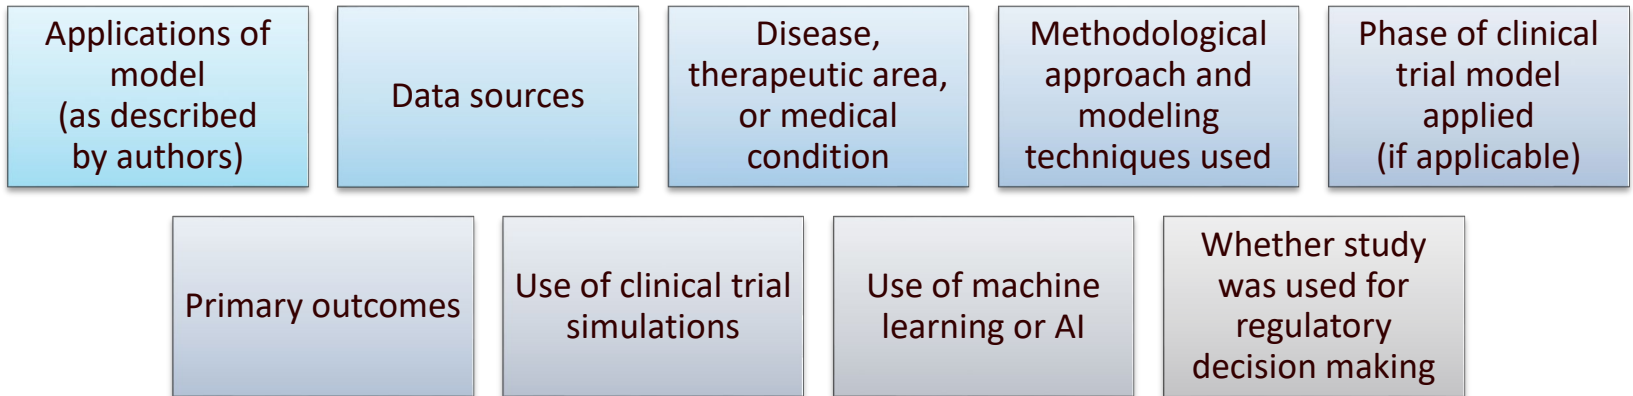 Applications of
model
(as described
by authors)
Data sources
Disease,
therapeutic area,
or medical
condition
Methodological
approach and
modeling
techniques used
Phase of clinical
trial model
applied
(if applicable)
Primary outcomes
Use of clinical trial
simulations
Use of machine
learning or AI
Whether study
was used for
regulatory
decision making